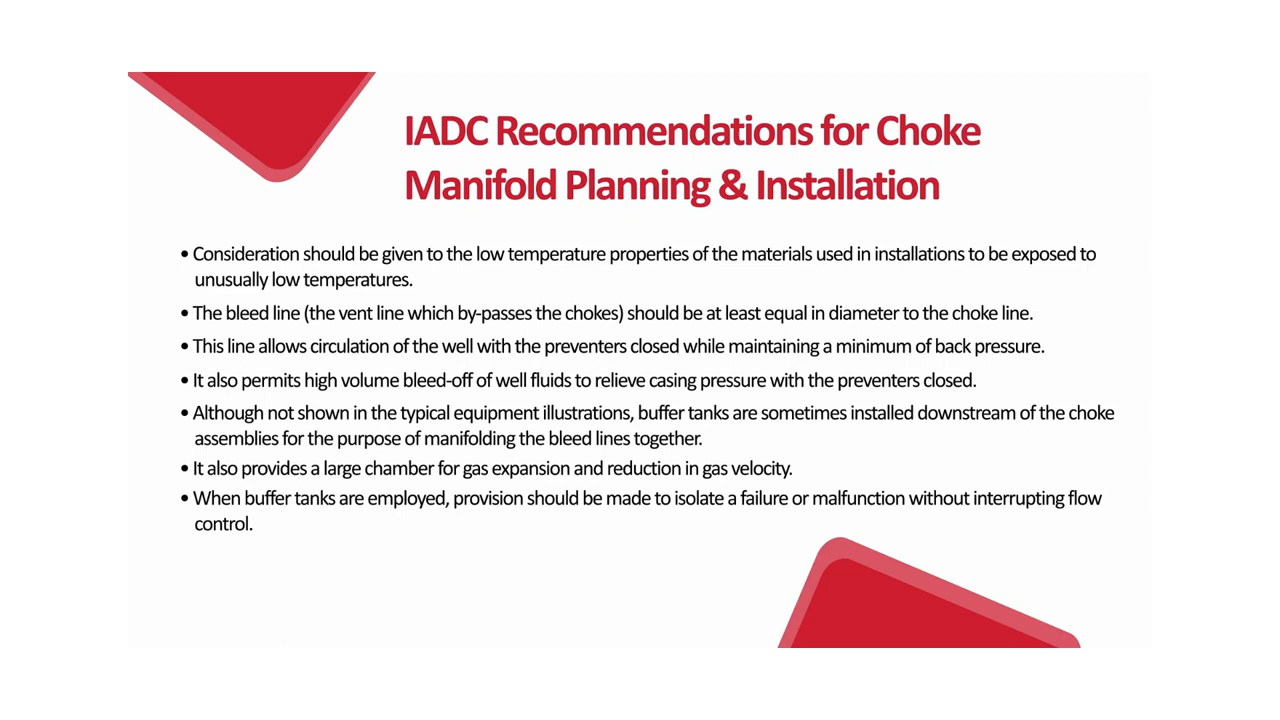 IADC Recommendations for Choke
Manifold Planning & Installation
• Consideration should be given to the low temperature properties of the materials used in installations to be exposed to
unusually low temperatures.
• The bleed line (the vent line which by-passes the chokes) should be at least equal in diameter to the choke line.
• This line allows circulation of the well with the preventers closed while maintaining a minimum of back pressure.
• It also permits high volume bleed-off of well fluids to relieve casing pressure with the preventers closed.
• Although not shown in the typical equipment illustrations, buffer tanks are sometimes installed downstream of the choke
assemblies for the purpose of manifolding the bleed lines together.
• It also provides a large chamber for gas expansion and reduction in gas velocity.
• When buffer tanks are employed, provision should be made to isolate a failure or malfunction without interrupting flow
control.